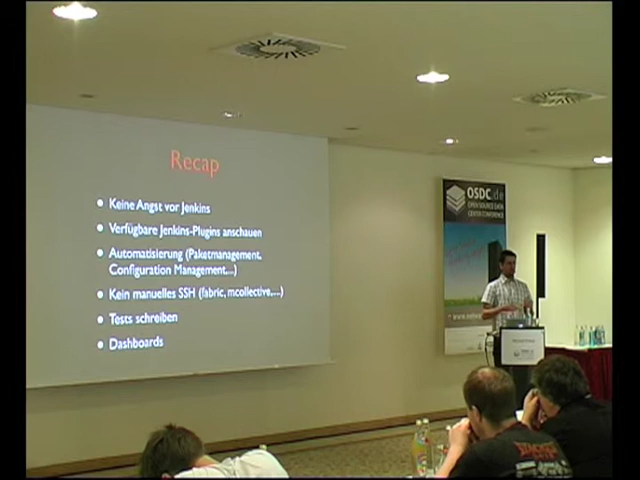 Recap
Keine Angst vor Jenkins
Verfügbare Jenkins-Plugins anschauen
Automatisierung (Paketmanagement,
Configuration Management,...)
Kein manuelles SSH (fabric, mcollective,...)
Tests schreiben
Dashboards
OSDC.de
OPEN SOURCE DATA
CENTER CONFERENCE